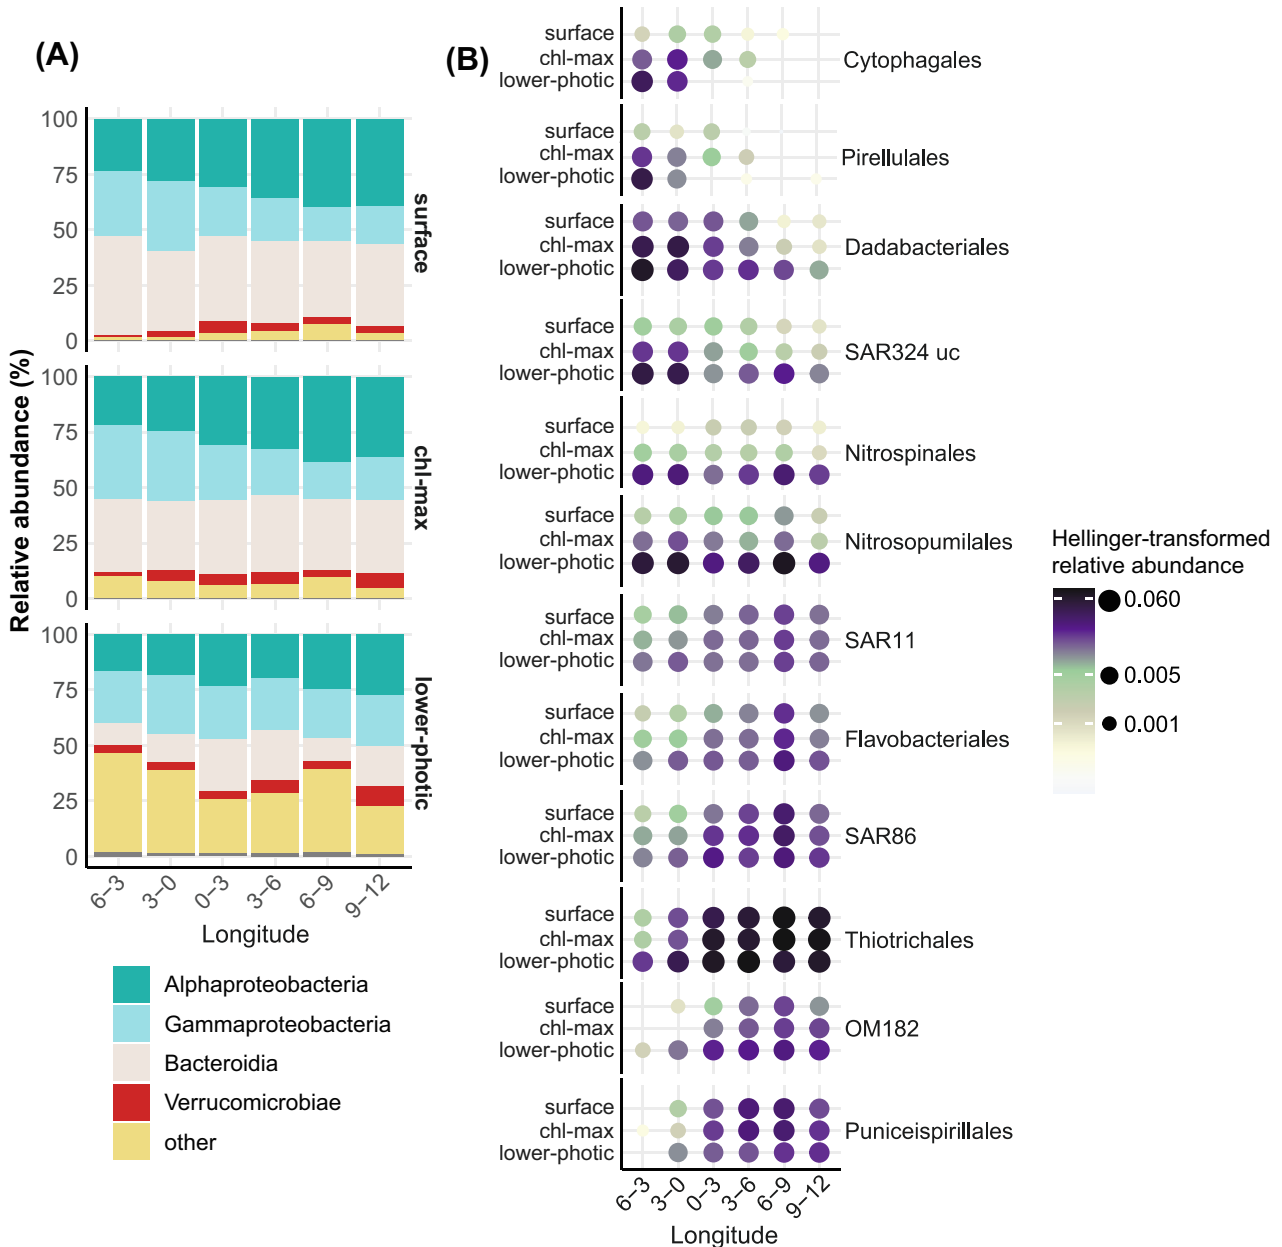 (A)
Relative abundance (%)
100
75
50
25
0
surface
100
75
50
25
0
chl-max
100
75
50
25
0
lower-photic
6–3
3–0
0–3
3–6
6–9
9–12
Longitude
Alphaproteobacteria
Gammaproteobacteria
Bacteroidia
Verrucomicrobiae
other
(B)
surface
chl-max
lower-photic
Cytophagales
surface
chl-max
lower-photic
Pirellulales
surface
chl-max
lower-photic
Dadabacteriales
surface
chl-max
lower-photic
SAR324 uc
surface
chl-max
lower-photic
Nitrospinales
surface
chl-max
lower-photic
Nitrosopumilales
surface
chl-max
lower-photic
SAR11
surface
chl-max
lower-photic
Flavobacteriales
surface
chl-max
lower-photic
SAR86
surface
chl-max
lower-photic
Thiotrichales
surface
chl-max
lower-photic
OM182
surface
chl-max
lower-photic
Puniceispirillales
6–3
3–0
0–3
3–6
6–9
9–12
Longitude
Hellinger-transformed
relative abundance
0.060
0.005
0.001